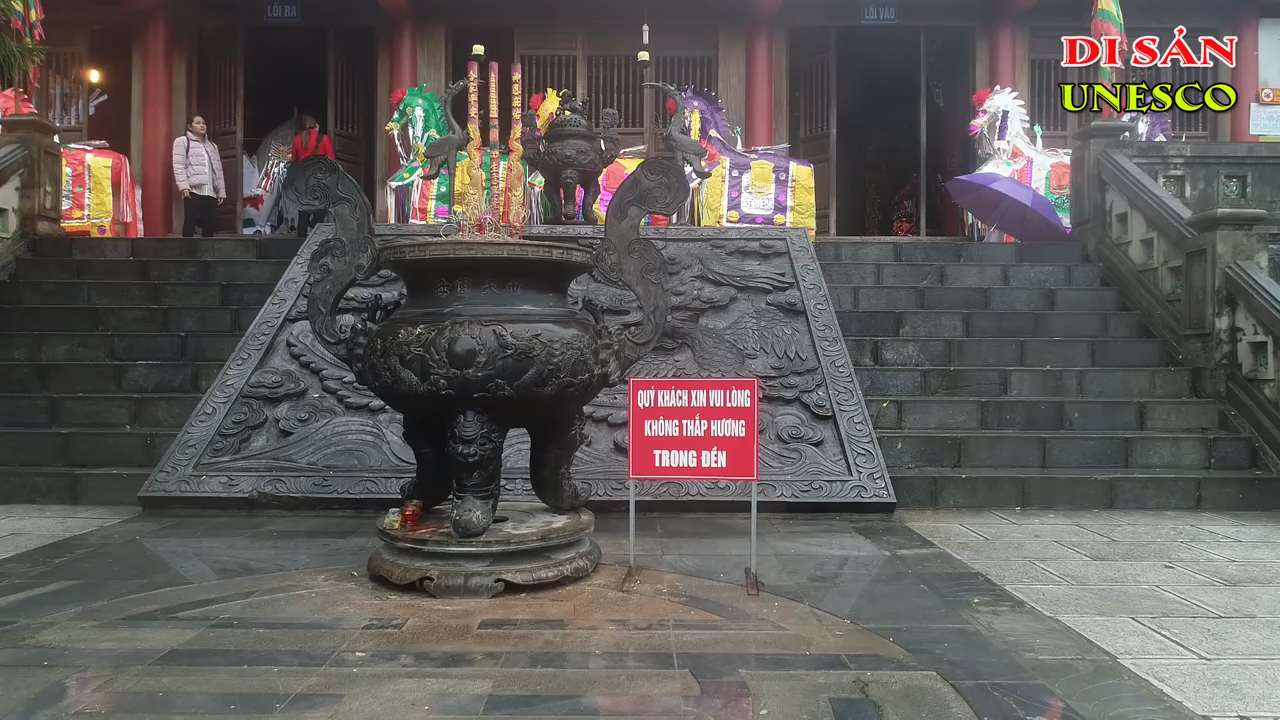 LỐI RA
LỐI VÀO
DI SẢN
UNESCO
QUÝ KHÁCH XIN VUI LÒNG
KHÔNG THẮP HƯƠNG
TRONG ĐỀN